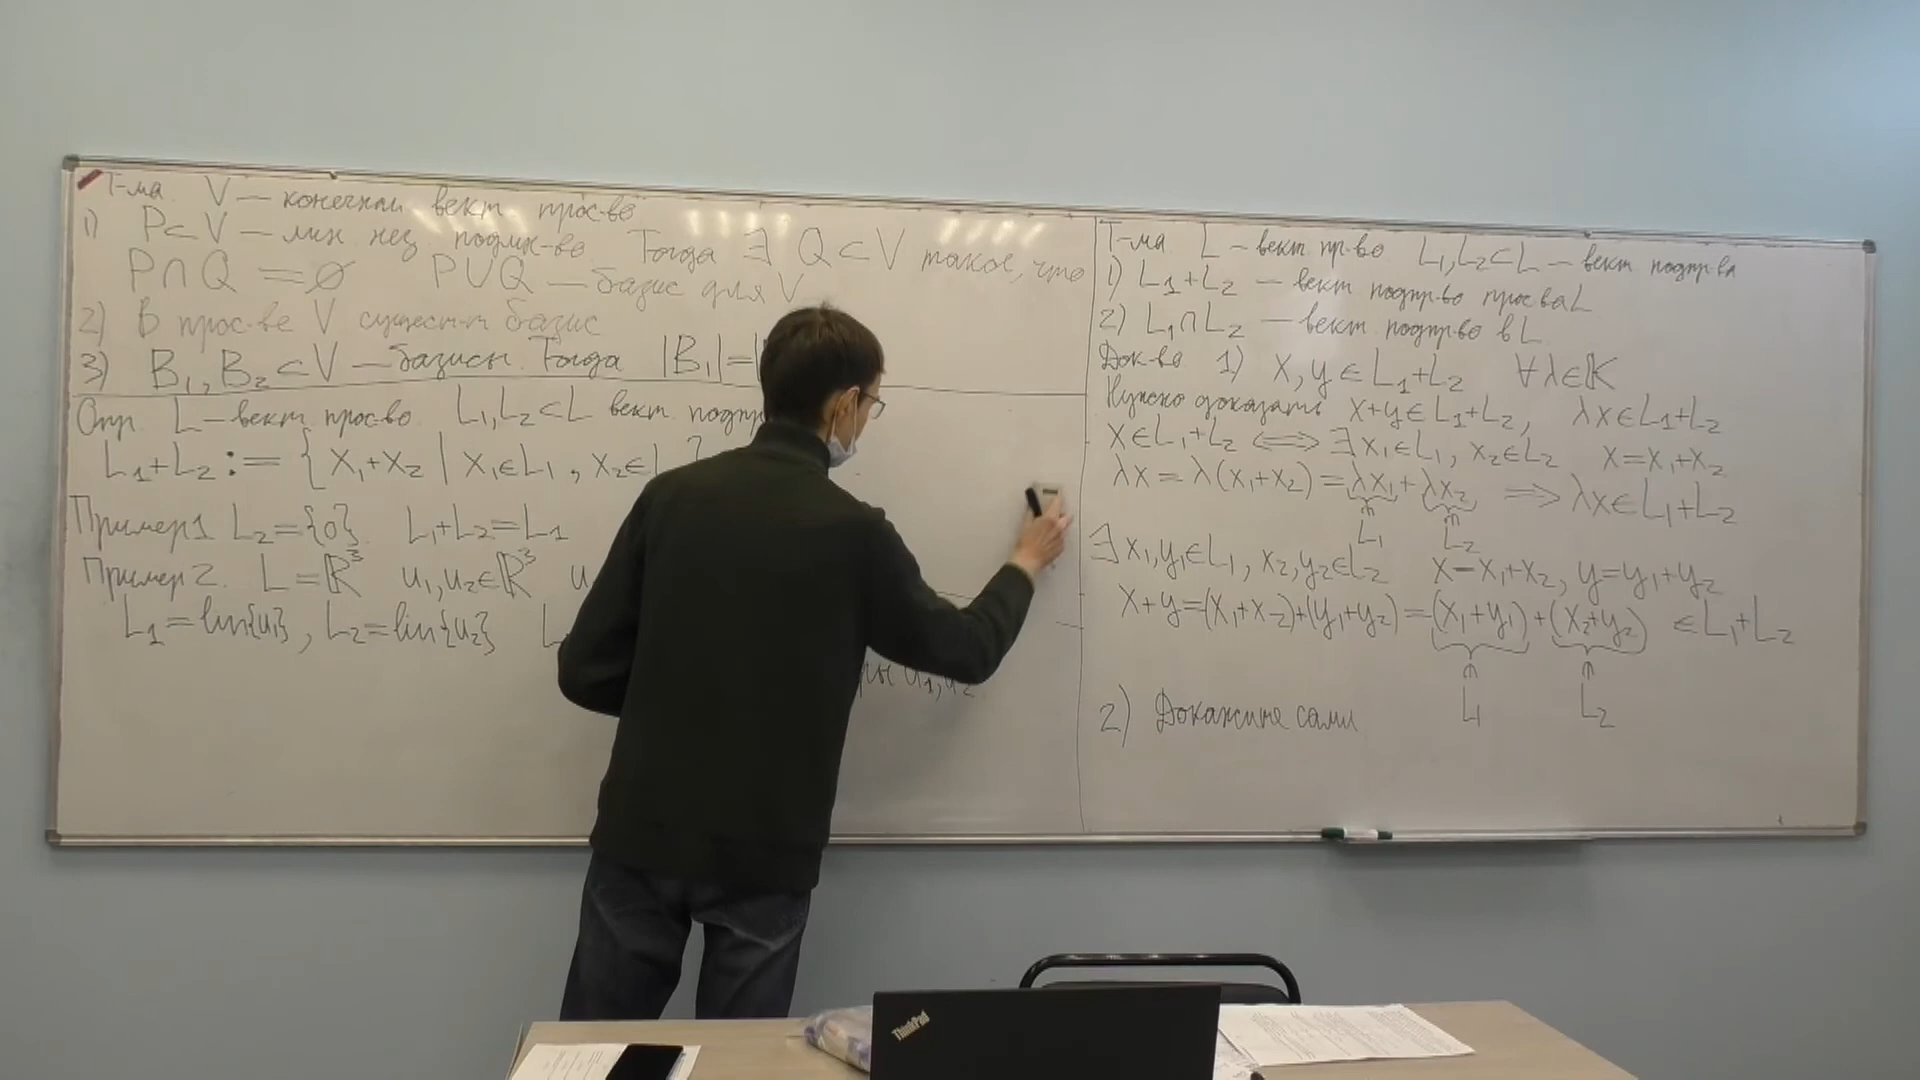 Т-ма V — конечном. вект. прос-во
1) P⊂V — лин. нез. подмн-во Тогда ∃ Q⊂V такое, что
P∩Q = ∅ P∪Q — базис для V
2) В прос-ве V сущест-т базис
3) B₁, B₂ ⊂ V — базисы. Тогда |B₁|=|
Опр. L — вект. прос-во L₁, L₂ ⊂ L вект. подпр
L₁+L₂ := { x₁+x₂ | x₁∈L₁, x₂∈L }
Пример 1 L₂={0}. L₁+L₂=L₁
Пример 2. L=ℝ³ u₁,u₂∈ℝ³ u
L₁=lin{u₁}, L₂=lin{u₂} L
ры u₁,u₂
Т-ма L — вект. пр-во L₁,L₂⊂L — вект. подпр-ва
1) L₁+L₂ — вект. подпр-во прос-ва L
2) L₁∩L₂ — вект. подпр-во в L
Док-во 1) x, y ∈ L₁+L₂ ∀λ∈K
Нужно доказать x+y∈L₁+L₂, λx∈L₁+L₂
x∈L₁+L₂ ⟺ ∃x₁∈L₁, x₂∈L₂ x=x₁+x₂
λx = λ(x₁+x₂) = λx₁+λx₂ ⟹ λx∈L₁+L₂
L₁ L₂
∃x₁,y₁∈L₁, x₂,y₂∈L₂ x=x₁+x₂, y=y₁+y₂
x+y=(x₁+x₂)+(y₁+y₂)=(x₁+y₁)+(x₂+y₂) ∈L₁+L₂
L₁ L₂
2) Докажите сами
ThinkPad